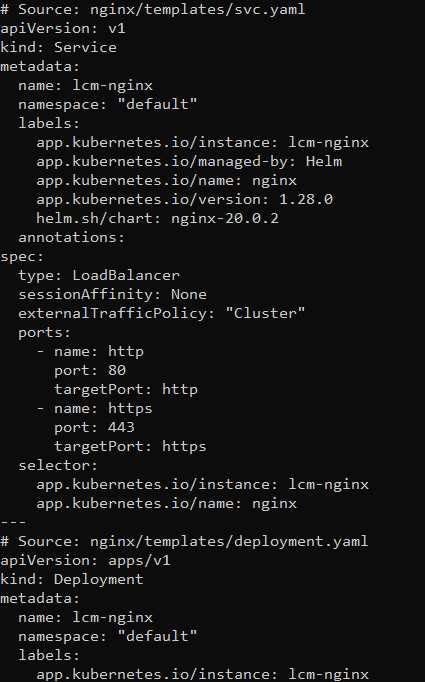 # Source: nginx/templates/svc.yaml
apiVersion: v1
kind: Service
metadata:
  name: lcm-nginx
  namespace: "default"
  labels:
    app.kubernetes.io/instance: lcm-nginx
    app.kubernetes.io/managed-by: Helm
    app.kubernetes.io/name: nginx
    app.kubernetes.io/version: 1.28.0
    helm.sh/chart: nginx-20.0.2
  annotations:
spec:
  type: LoadBalancer
  sessionAffinity: None
  externalTrafficPolicy: "Cluster"
  ports:
    - name: http
      port: 80
      targetPort: http
    - name: https
      port: 443
      targetPort: https
  selector:
    app.kubernetes.io/instance: lcm-nginx
    app.kubernetes.io/name: nginx
---
# Source: nginx/templates/deployment.yaml
apiVersion: apps/v1
kind: Deployment
metadata:
  name: lcm-nginx
  namespace: "default"
  labels:
    app.kubernetes.io/instance: lcm-nginx